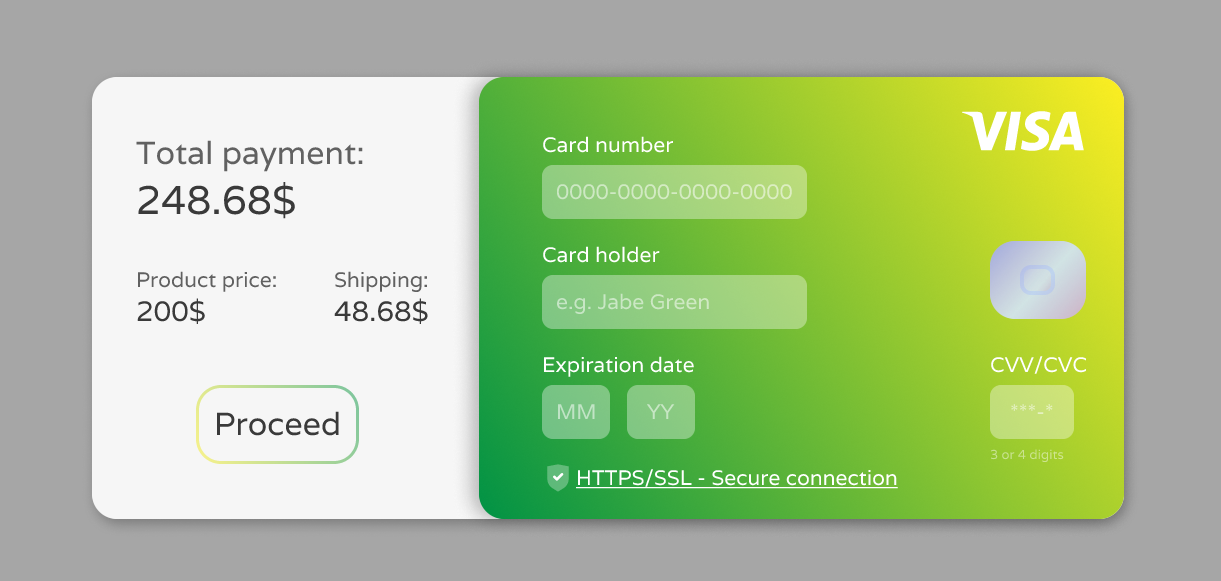 Total payment:
248.68$
Product price:
200$
Shipping:
48.68$
Proceed
VISA
Card number
0000-0000-0000-0000
Card holder
e.g. Jabe Green
Expiration date
MM
YY
CVV/CVC
***-*
3 or 4 digits
HTTPS/SSL - Secure connection